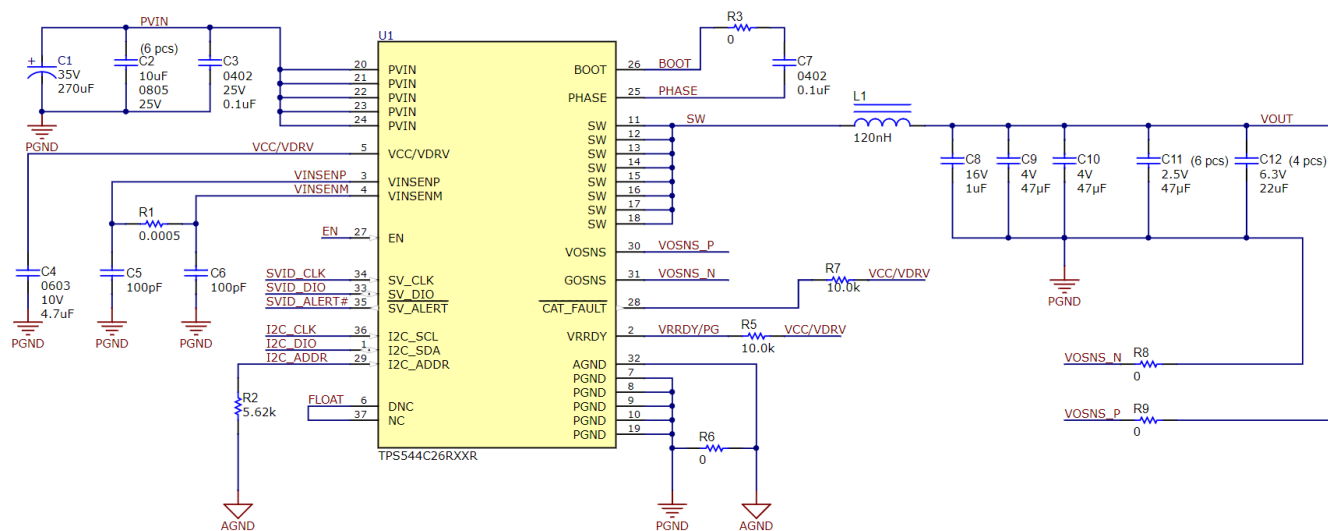 PVIN
C1
35V
270uF
(6 pcs)
C2
10uF
0805
25V
C3
0402
25V
0.1uF
PGND
VCC/VDRV
VINSENP
VINSENM
R1
0.0005
C4
0603
10V
4.7uF
C5
100pF
C6
100pF
PGND
PGND
PGND
EN
SVID_CLK
SVID_DIO
SVID_ALERT#
I2C_CLK
I2C_DIO
I2C_ADDR
R2
5.62k
FLOAT
AGND
U1
20 PVIN
21 PVIN
22 PVIN
23 PVIN
24 PVIN
5 VCC/VDRV
3 VINSENP
4 VINSENM
27 EN
34 SV_CLK
33 SV_DIO
35 SV_ALERT
36 I2C_SCL
1 I2C_SDA
29 I2C_ADDR
6 DNC
37 NC
BOOT 26
PHASE 25
SW 11
SW 12
SW 13
SW 14
SW 15
SW 16
SW 17
SW 18
VOSNS 30
GOSNS 31
CAT_FAULT 28
VRRDY 2
AGND 32
PGND 7
PGND 8
PGND 9
PGND 10
PGND 19
TPS544C26RXXR
BOOT
R3
0
C7
0402
0.1uF
PHASE
SW
L1
120nH
VOUT
C8
16V
1uF
C9
4V
47µF
C10
4V
47µF
C11 (6 pcs)
2.5V
47µF
C12 (4 pcs)
6.3V
22uF
PGND
VOSNS_P
VOSNS_N
R7
10.0k
VCC/VDRV
VRRDY/PG
R5
10.0k
VCC/VDRV
R6
0
PGND
AGND
VOSNS_N
R8
0
VOSNS_P
R9
0